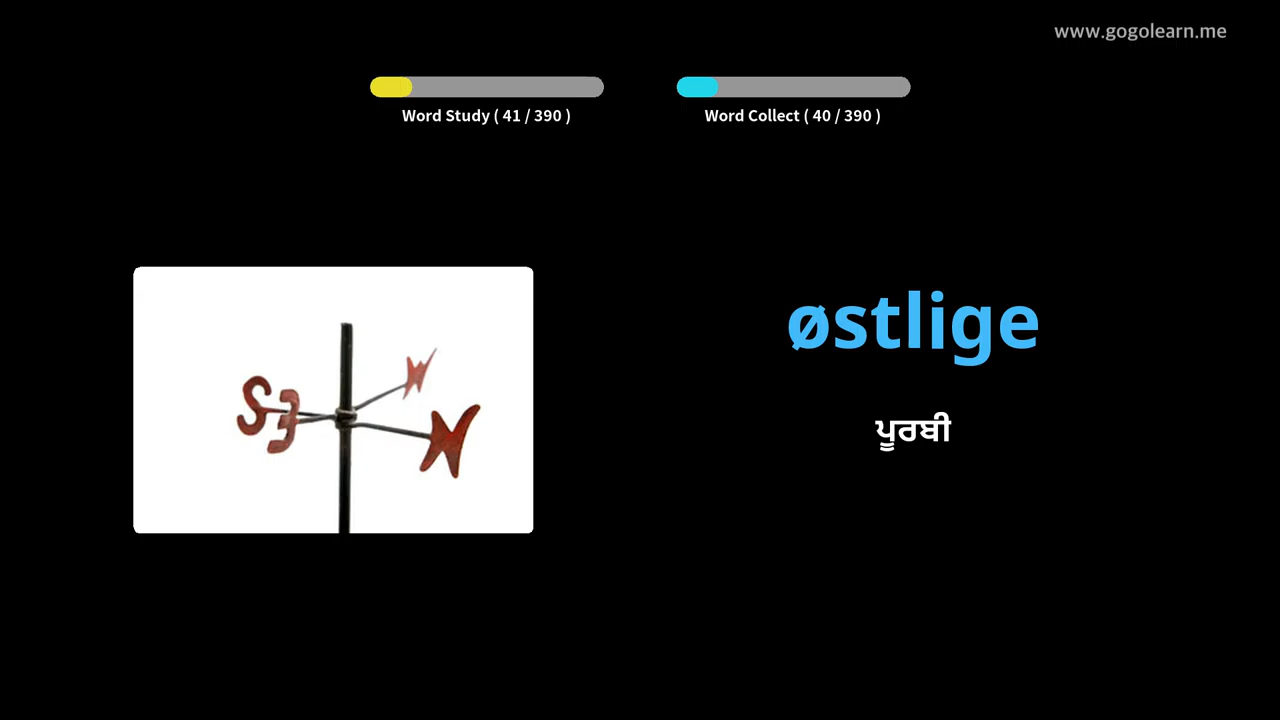 www.gogolearn.me
Word Study ( 41 / 390 )
Word Collect ( 40 / 390 )
østlige
ਪੂਰਬੀ
S E N W